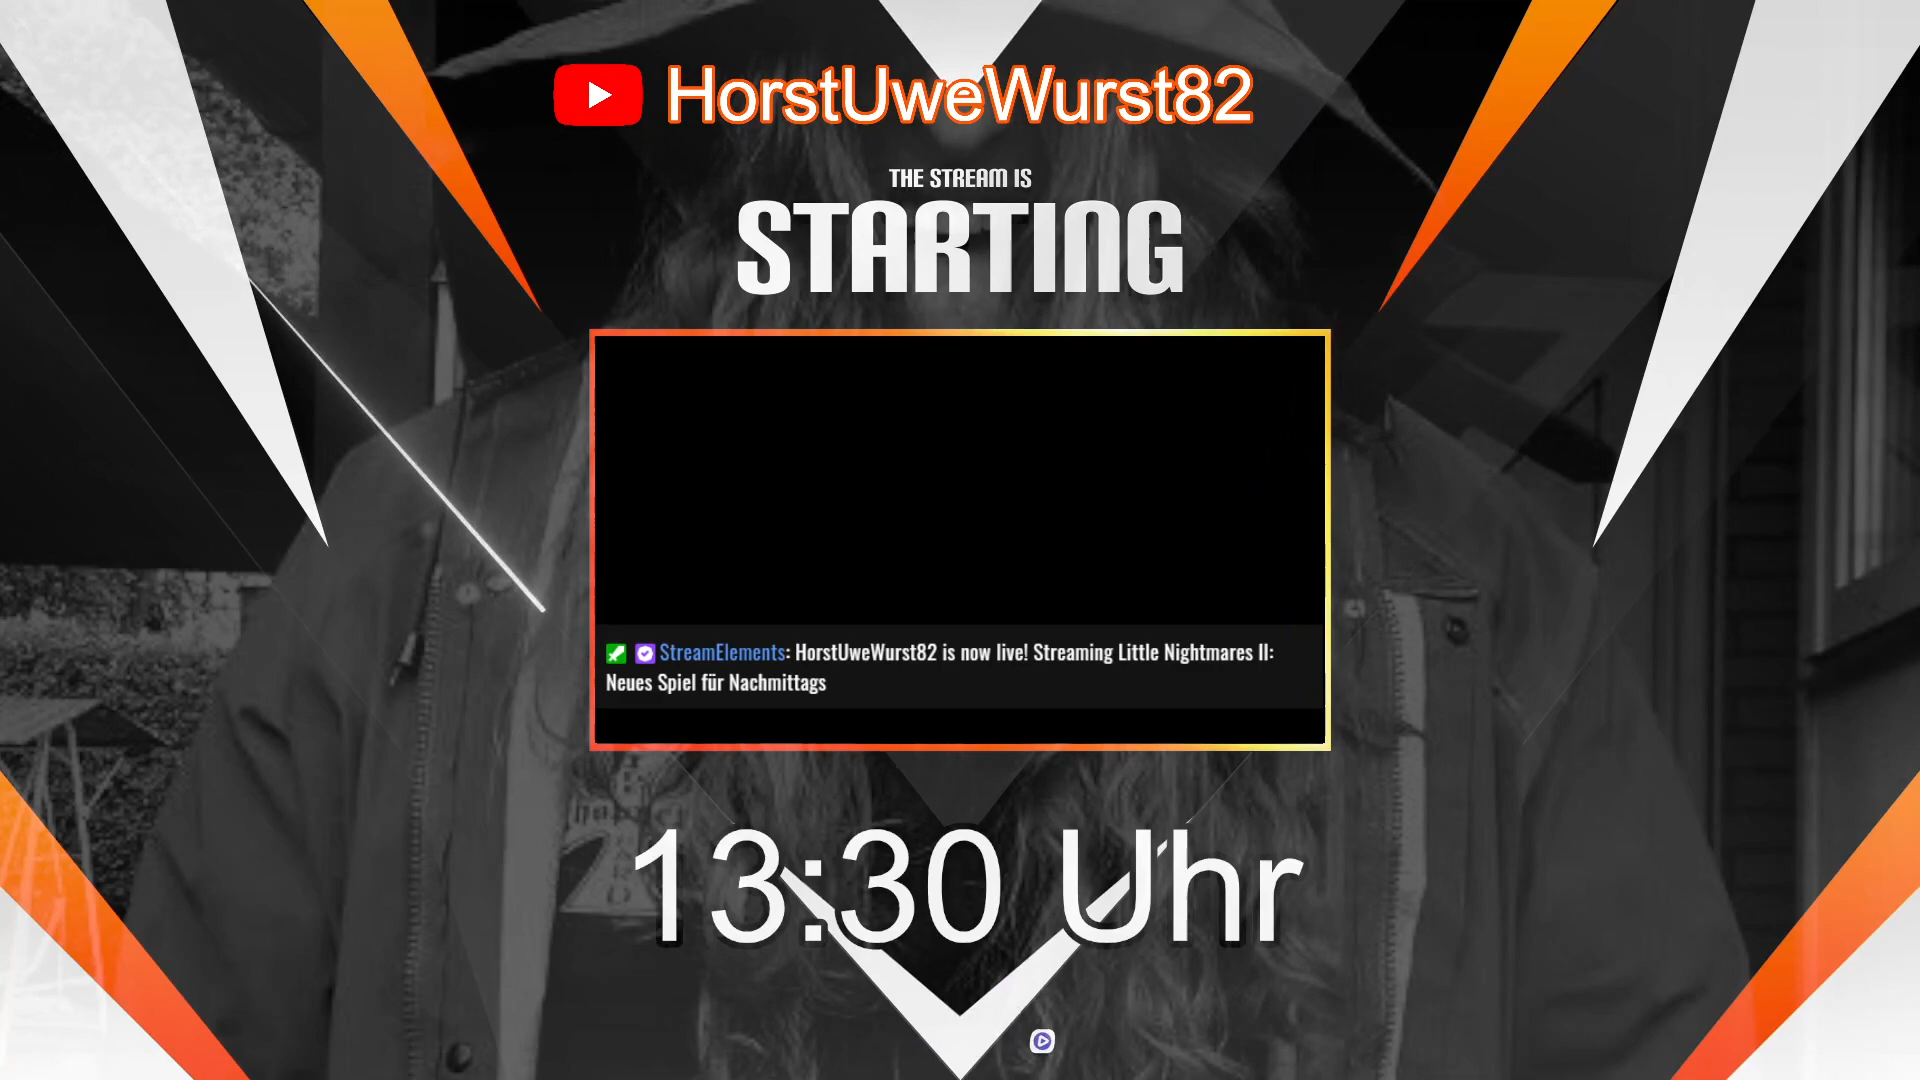 HorstUweWurst82
THE STREAM IS
STARTING
StreamElements: HorstUweWurst82 is now live! Streaming Little Nightmares II:
Neues Spiel für Nachmittags
13:30 Uhr